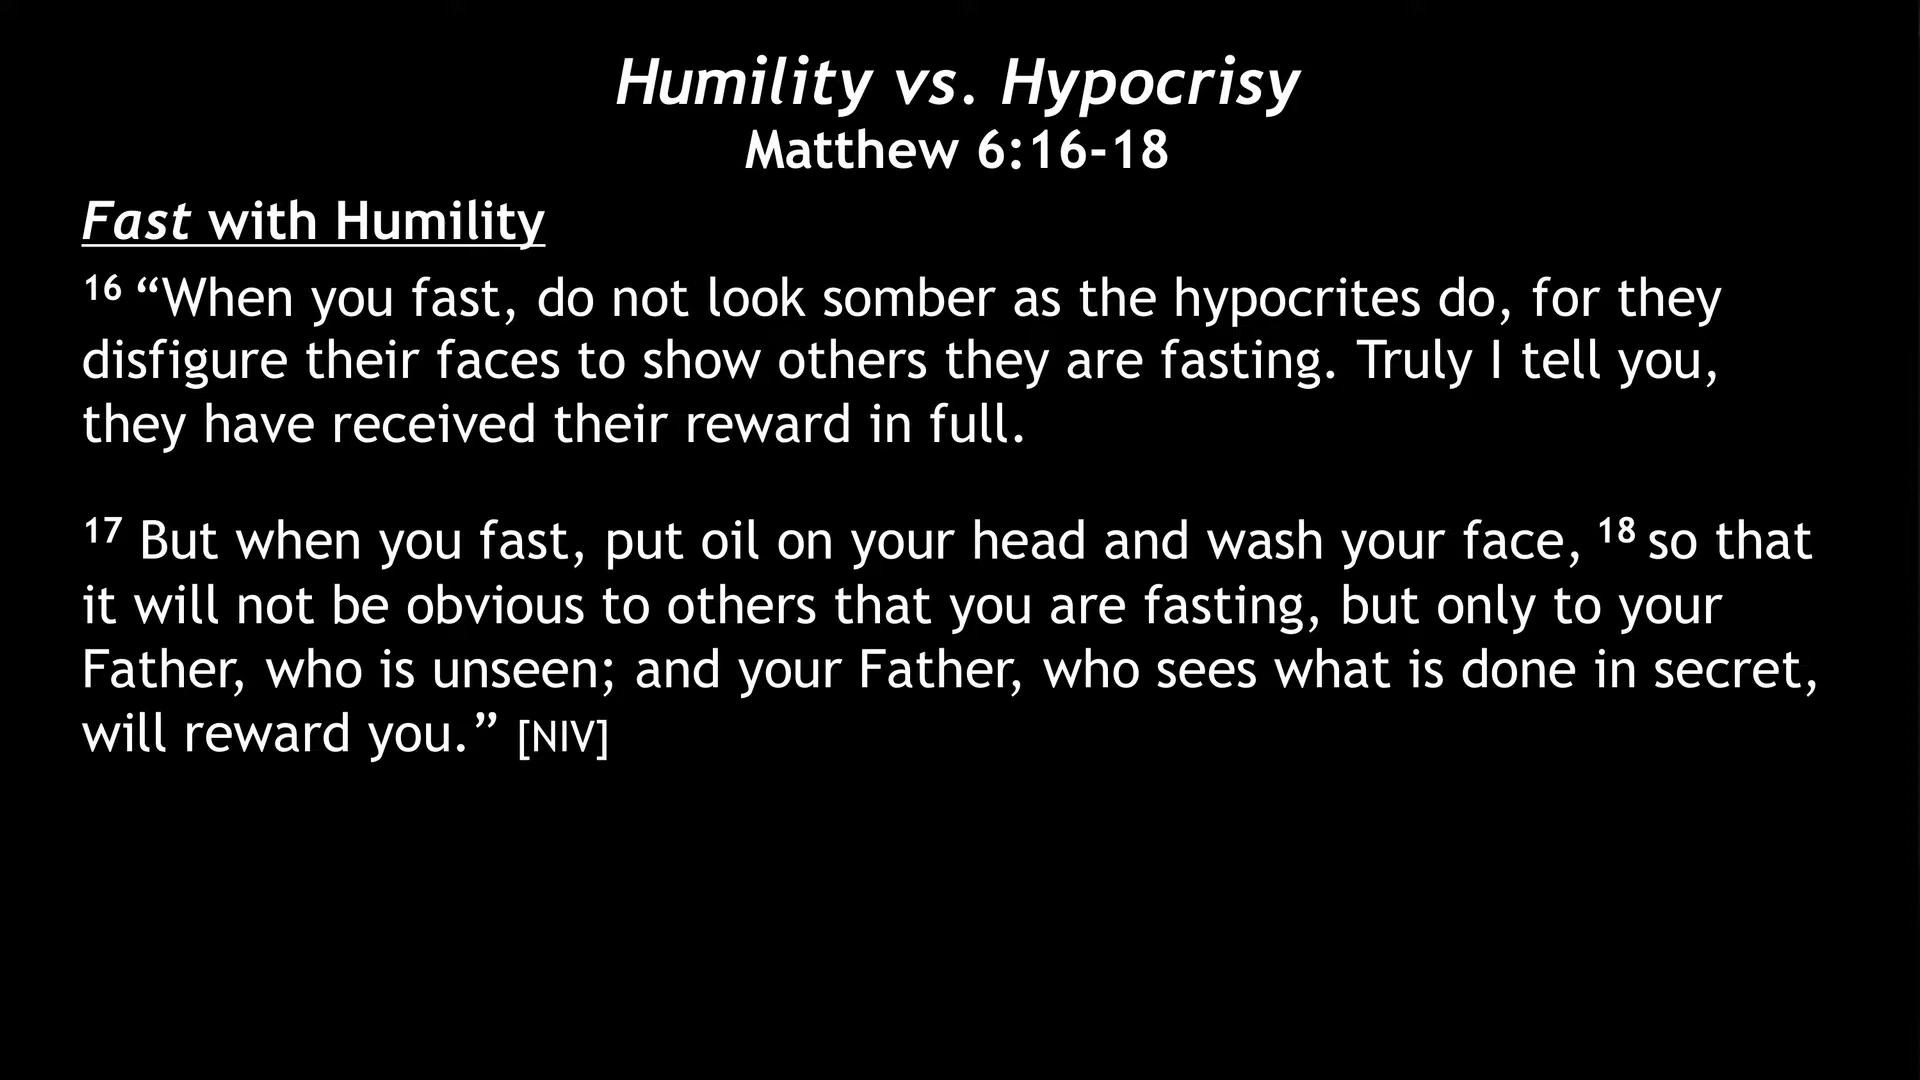 Humility vs. Hypocrisy
Matthew 6:16-18
Fast with Humility
16 “When you fast, do not look somber as the hypocrites do, for they
disfigure their faces to show others they are fasting. Truly I tell you,
they have received their reward in full.
17 But when you fast, put oil on your head and wash your face, 18 so that
it will not be obvious to others that you are fasting, but only to your
Father, who is unseen; and your Father, who sees what is done in secret,
will reward you.” [NIV]